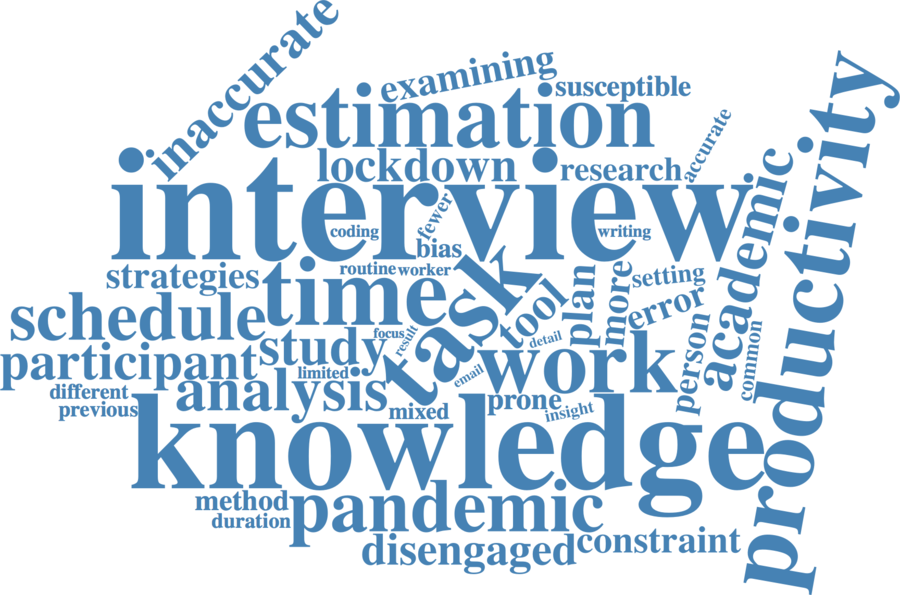 inaccurate
examining
susceptible
estimation
lockdown
research
accurate
interview
fewer
coding
writing
bias
strategies
routine
worker
time
task
tool
plan
more
setting
error
academic
productivity
schedule
study
focus
result
detail
participant
limited
email
work
person
common
different
previous
analysis
mixed
prone
insight
knowledge
method
duration
pandemic
disengaged
constraint